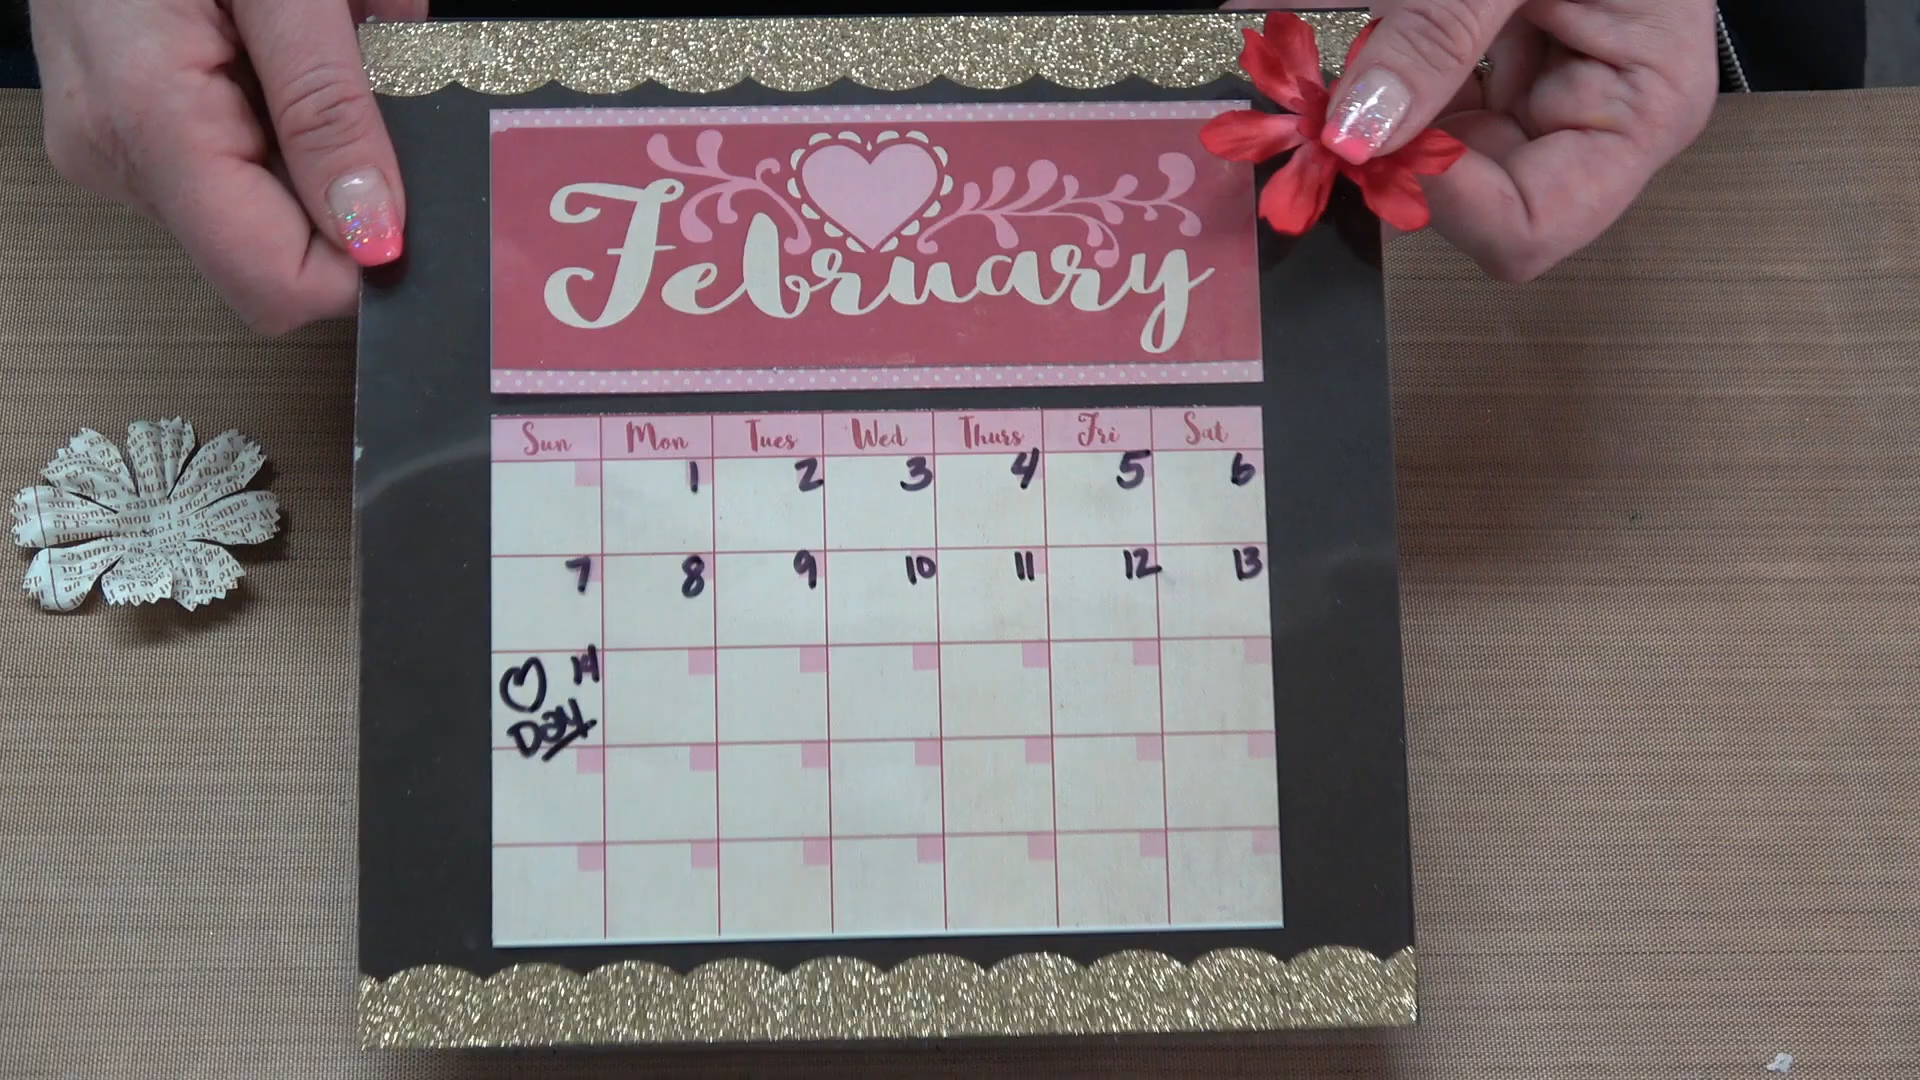 February
Sun Mon Tues Wed Thurs Fri Sat
1 2 3 4 5 6
7 8 9 10 11 12 13
14
Day